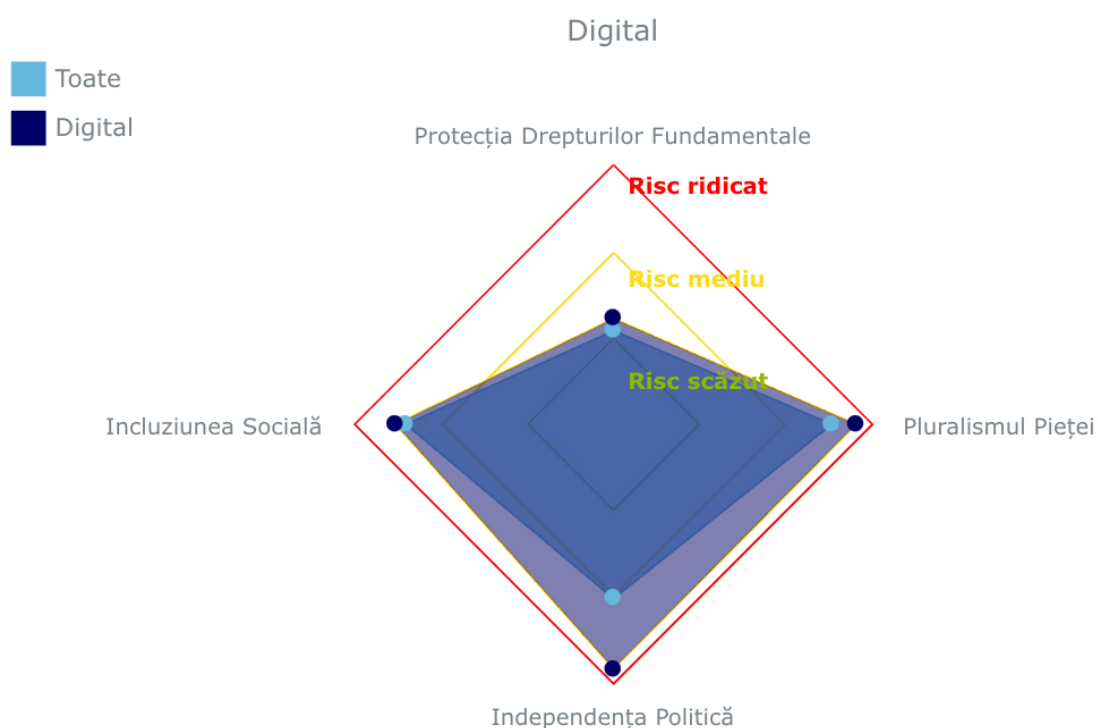 Digital
Toate
Digital
Protecția Drepturilor Fundamentale
Risc ridicat
Risc mediu
Risc scăzut
Incluziunea Socială
Pluralismul Pieței
Independența Politică